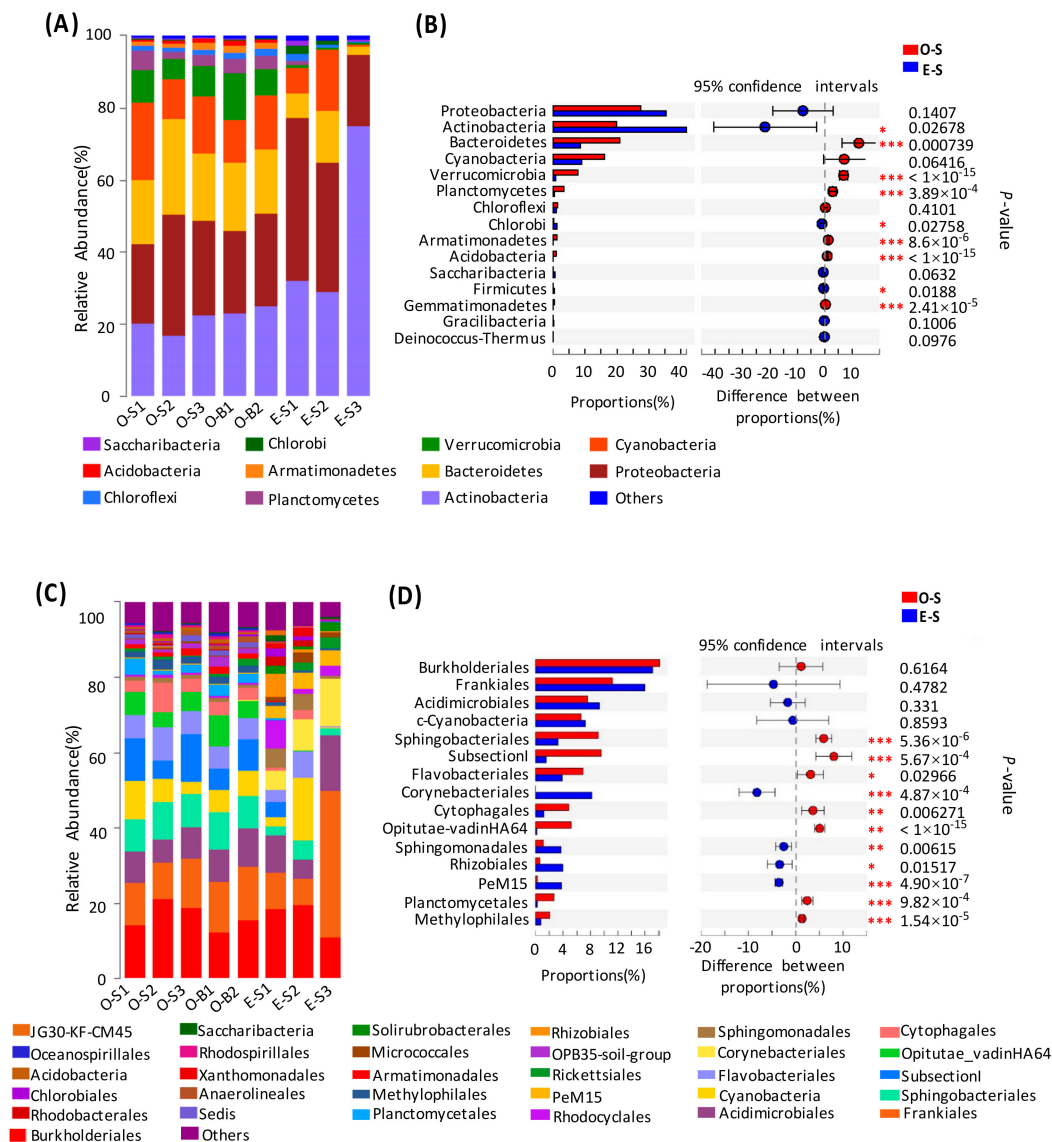 (A)
100
80
60
40
20
0
Relative Abundance(%)
O-S1 O-S2 O-S3 O-B1 O-B2 E-S1 E-S2 E-S3
Saccharibacteria Chlorobi Verrucomicrobia Cyanobacteria
Acidobacteria Armatimonadetes Bacteroidetes Proteobacteria
Chloroflexi Planctomycetes Actinobacteria Others
(B)
O-S
E-S
95% confidence intervals
Proteobacteria 0.1407
Actinobacteria * 0.02678
Bacteroidetes *** 0.000739
Cyanobacteria 0.06416
Verrucomicrobia *** < 1×10-15
Planctomycetes *** 3.89×10-4
Chloroflexi 0.4101
Chlorobi * 0.02758
Armatimonadetes *** 8.6×10-6
Acidobacteria *** < 1×10-15
Saccharibacteria 0.0632
Firmicutes * 0.0188
Gemmatimonadetes *** 2.41×10-5
Gracilibacteria 0.1006
Deinococcus-Thermus 0.0976
P-value
0 10 20 30 40 -40 -30 -20 -10 0 10
Proportions(%)
Difference between
proportions(%)
(C)
100
80
60
40
20
0
Relative Abundance(%)
O-S1 O-S2 O-S3 O-B1 O-B2 E-S1 E-S2 E-S3
(D)
O-S
E-S
95% confidence intervals
Burkholderiales 0.6164
Frankiales 0.4782
Acidimicrobiales 0.331
c-Cyanobacteria 0.8593
Sphingobacteriales *** 5.36×10-6
SubsectionI *** 5.67×10-4
Flavobacteriales * 0.02966
Corynebacteriales *** 4.87×10-4
Cytophagales ** 0.006271
Opitutae-vadinHA64 ** < 1×10-15
Sphingomonadales ** 0.00615
Rhizobiales * 0.01517
PeM15 *** 4.90×10-7
Planctomycetales *** 9.82×10-4
Methylophilales *** 1.54×10-5
P-value
0 4 8 12 16 -20 -10 0 10
Proportions(%)
Difference between
proportions(%)
JG30-KF-CM45 Saccharibacteria Solirubrobacterales Rhizobiales Sphingomonadales Cytophagales
Oceanospirillales Rhodospirillales Micrococcales OPB35-soil-group Corynebacteriales Opitutae_vadinHA64
Acidobacteria Xanthomonadales Armatimonadales Rickettsiales Flavobacteriales SubsectionI
Chlorobiales Anaerolineales Methylophilales PeM15 Cyanobacteria Sphingobacteriales
Rhodobacterales Sedis Planctometacales Rhodocyclales Acidimicrobiales Frankiales
Burkholderiales Others